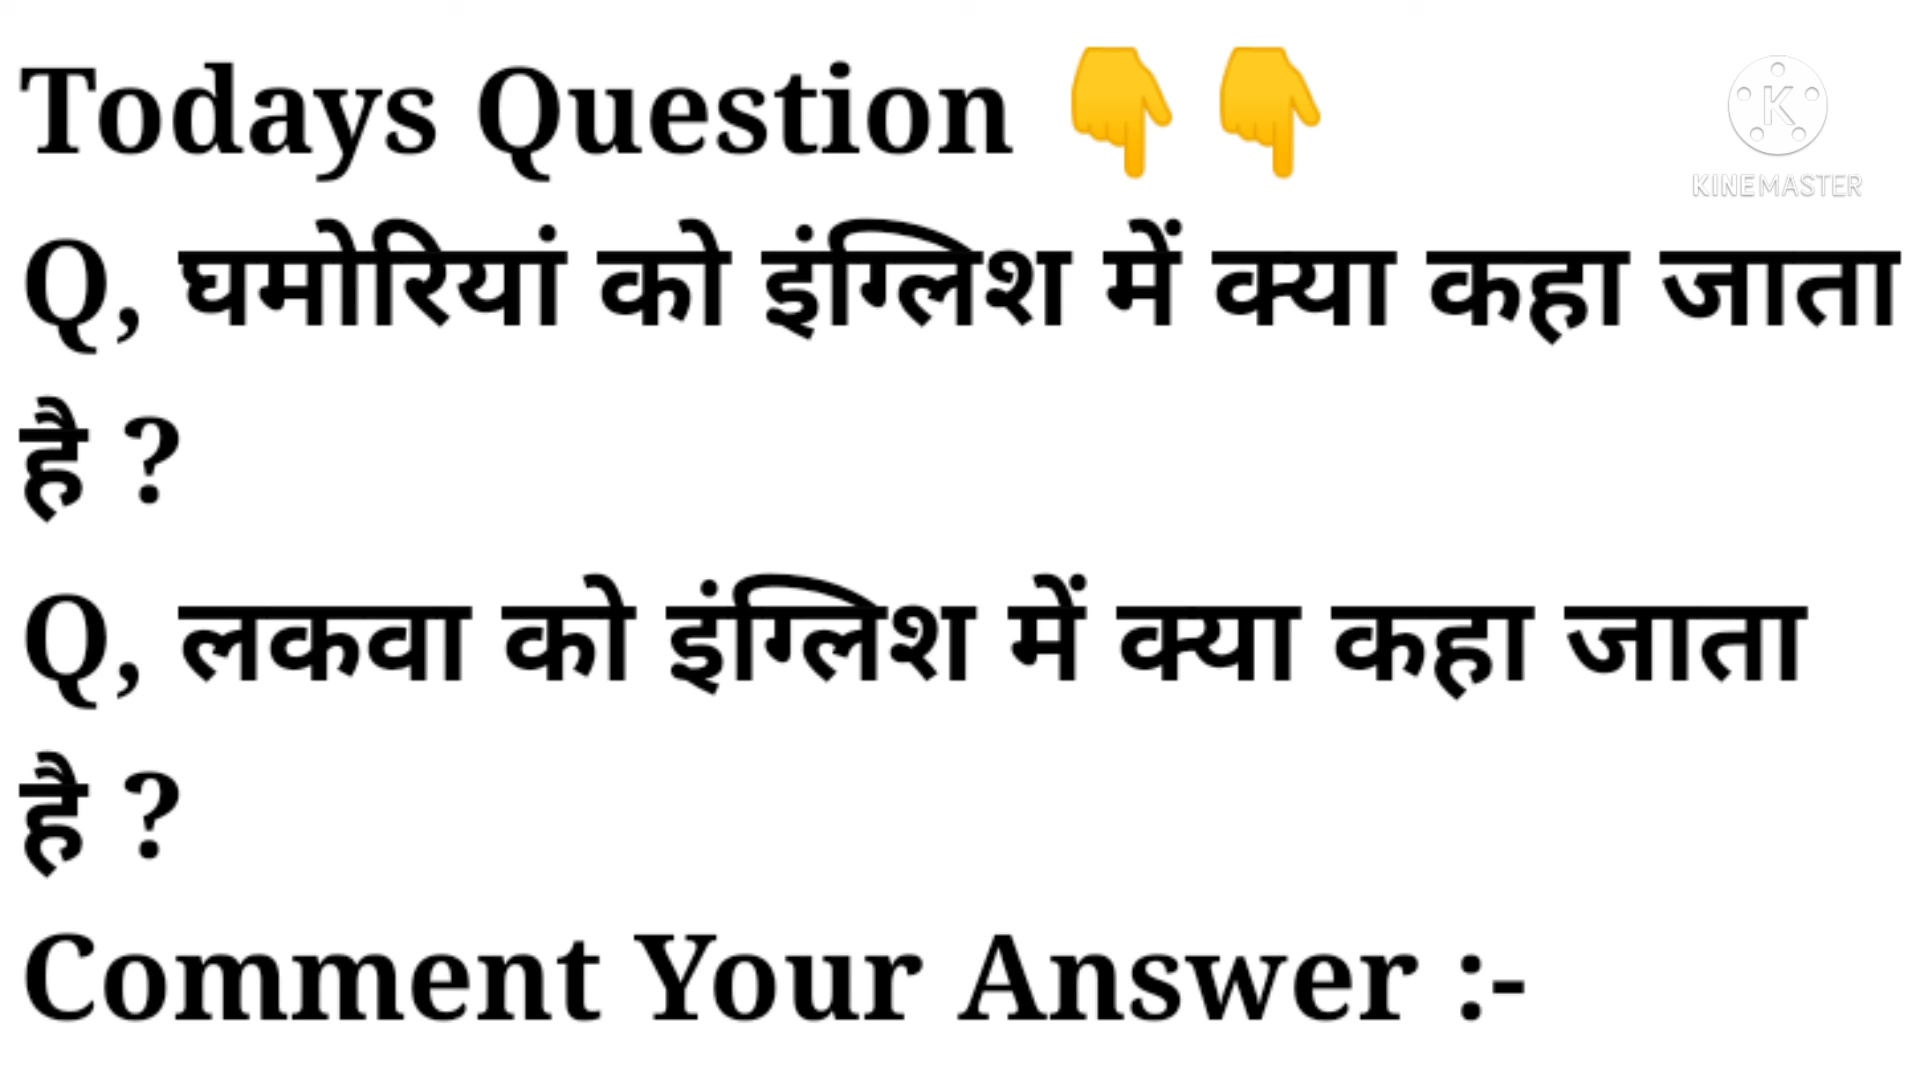 Todays Question 👇👇
KINEMASTER
Q, घमोरियां को इंग्लिश में क्या कहा जाता
है ?
Q, लकवा को इंग्लिश में क्या कहा जाता
है ?
Comment Your Answer :-